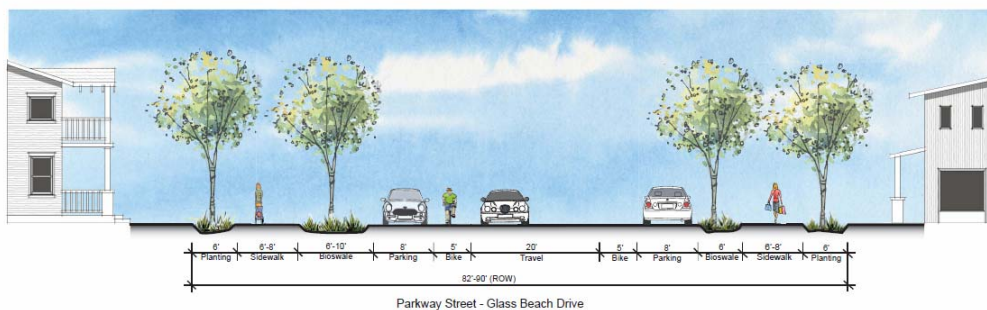 6' 6'-8' 6'-10' 8' 5' 20' 5' 8' 6' 6'-8' 6'
Planting Sidewalk Bioswale Parking Bike Travel Bike Parking Bioswale Sidewalk Planting
82'-90' (ROW)
Parkway Street - Glass Beach Drive